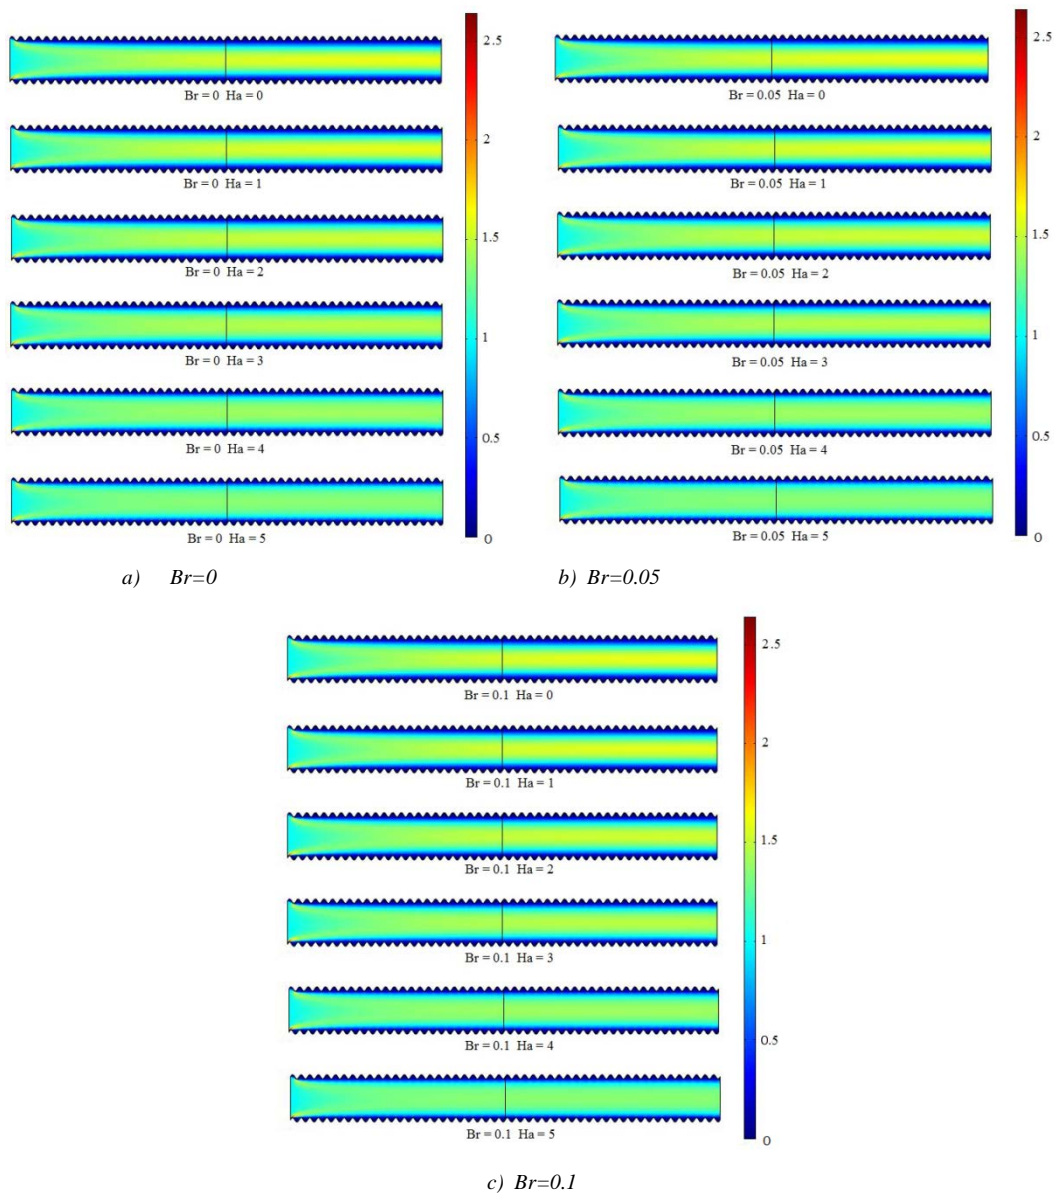 2.5
2
1.5
1
0.5
0
Br = 0 Ha = 0
Br = 0 Ha = 1
Br = 0 Ha = 2
Br = 0 Ha = 3
Br = 0 Ha = 4
Br = 0 Ha = 5
a) Br=0
2.5
2
1.5
1
0.5
0
Br = 0.05 Ha = 0
Br = 0.05 Ha = 1
Br = 0.05 Ha = 2
Br = 0.05 Ha = 3
Br = 0.05 Ha = 4
Br = 0.05 Ha = 5
b) Br=0.05
2.5
2
1.5
1
0.5
0
Br = 0.1 Ha = 0
Br = 0.1 Ha = 1
Br = 0.1 Ha = 2
Br = 0.1 Ha = 3
Br = 0.1 Ha = 4
Br = 0.1 Ha = 5
c) Br=0.1